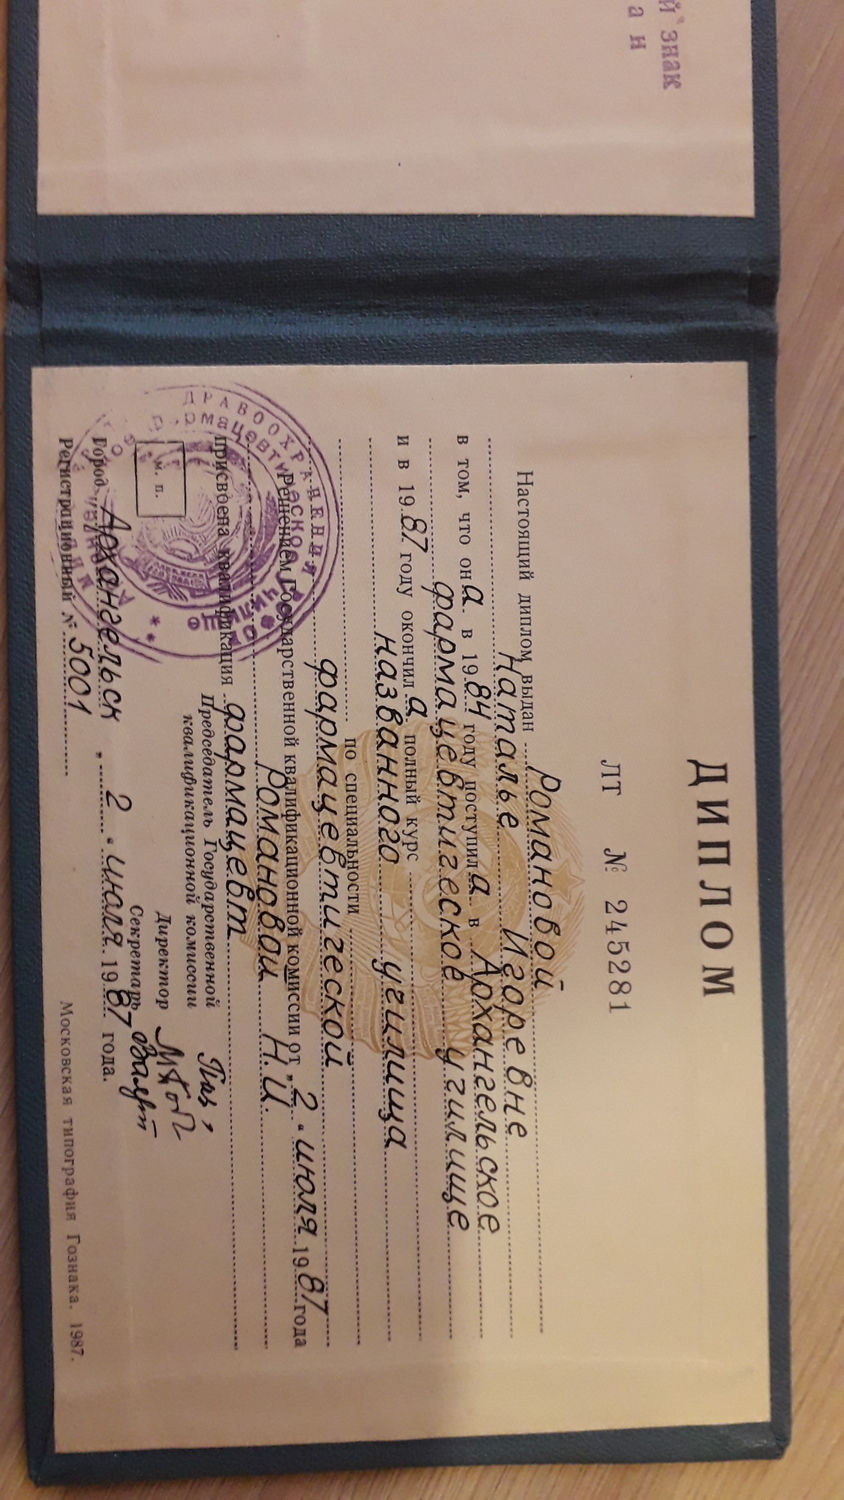 й знак
а н
ДИПЛОМ
ЛТ № 245281
Настоящий диплом выдан Романовой
Наталье Игоревне
в том, что она в 1984 году поступила в Архангельское
фармацевтическое училище
и в 1987 году окончила полный курс
названного училища
по специальности
фармацевтической
Решением Государственной квалификационной комиссии от „2" июля 1987 года
Романовой Н.И.
присвоена квалификация фармацевт
Председатель Государственной
квалификационной комиссии
Директор
Секретарь
м. п.
Город Архангельск „2" июля 1987 года.
Регистрационный № 5001
Московская типография Гознака. 1987.
ДРАВООХРАНЕНИЯ